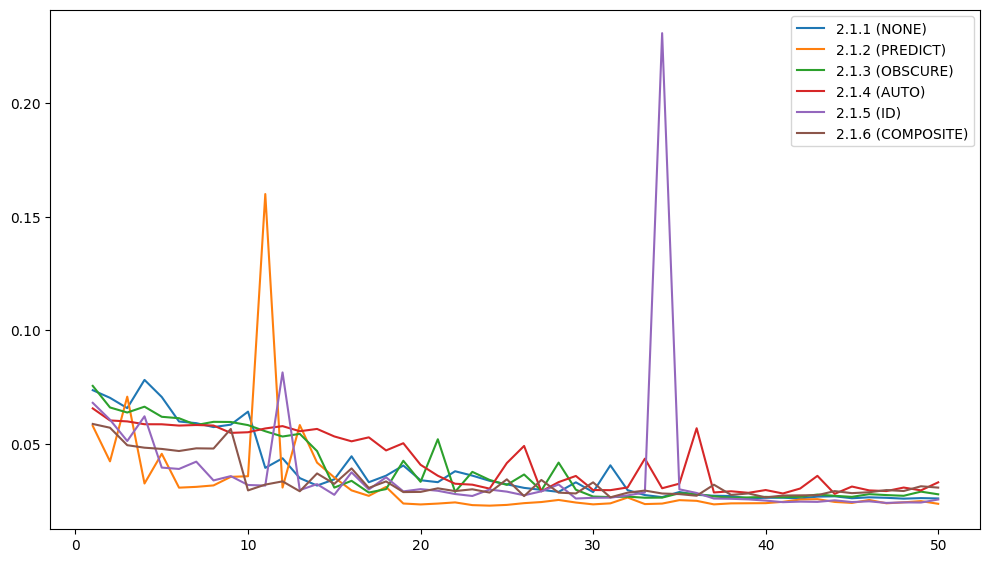 2.1.1 (NONE)
2.1.2 (PREDICT)
2.1.3 (OBSCURE)
2.1.4 (AUTO)
2.1.5 (ID)
2.1.6 (COMPOSITE)
0.20
0.15
0.10
0.05
0 10 20 30 40 50